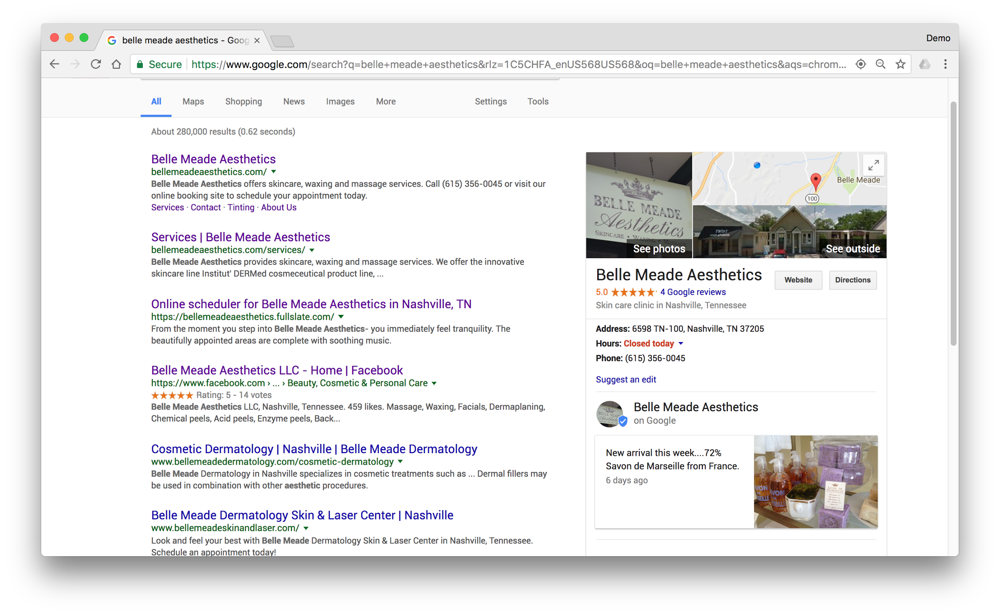 belle meade aesthetics - Goog
Demo
Secure
https://www.google.com/search?q=belle+meade+aesthetics&rlz=1C5CHFA_enUS568US568&oq=belle+meade+aesthetics&aqs=chrom...
All
Maps
Shopping
News
Images
More
Settings
Tools
About 280,000 results (0.62 seconds)
Belle Meade Aesthetics
bellemeadeaesthetics.com/
Belle Meade Aesthetics offers skincare, waxing and massage services. Call (615) 356-0045 or visit our
online booking site to schedule your appointment today.
Services · Contact · Tinting · About Us
Services | Belle Meade Aesthetics
bellemeadeaesthetics.com/services/
Belle Meade Aesthetics provides skincare, waxing and massage services. We offer the innovative
skincare line Institut' DERMed cosmeceutical product line, ...
Online scheduler for Belle Meade Aesthetics in Nashville, TN
https://bellemeadeaesthetics.fullslate.com/
From the moment you step into Belle Meade Aesthetics- you immediately feel tranquility. The
beautifully appointed areas are complete with soothing music.
Belle Meade Aesthetics LLC - Home | Facebook
https://www.facebook.com › ... › Beauty, Cosmetic & Personal Care
Rating: 5 - 14 votes
Belle Meade Aesthetics LLC, Nashville, Tennessee. 459 likes. Massage, Waxing, Facials, Dermaplaning,
Chemical peels, Acid peels, Enzyme peels, Back...
Cosmetic Dermatology | Nashville | Belle Meade Dermatology
www.bellemeadedermatology.com/cosmetic-dermatology
Belle Meade Dermatology in Nashville specializes in cosmetic treatments such as ... Dermal fillers may
be used in combination with other aesthetic procedures.
Belle Meade Dermatology Skin & Laser Center | Nashville
www.bellemeadeskinandlaser.com/
Look and feel your best with Belle Meade Dermatology Skin & Laser Center in Nashville, Tennessee.
Schedule an appointment today!
BELLE MEADE
Aesthetics
SKINCARE • WAXING • MASSAGE
See photos
Belle Meade
100
TWIST
See outside
Belle Meade Aesthetics
Website
Directions
5.0
4 Google reviews
Skin care clinic in Nashville, Tennessee
Address: 6598 TN-100, Nashville, TN 37205
Hours: Closed today
Phone: (615) 356-0045
Suggest an edit
Belle Meade Aesthetics
on Google
New arrival this week....72%
Savon de Marseille from France.
6 days ago
SAVON DE
MARSEILLE